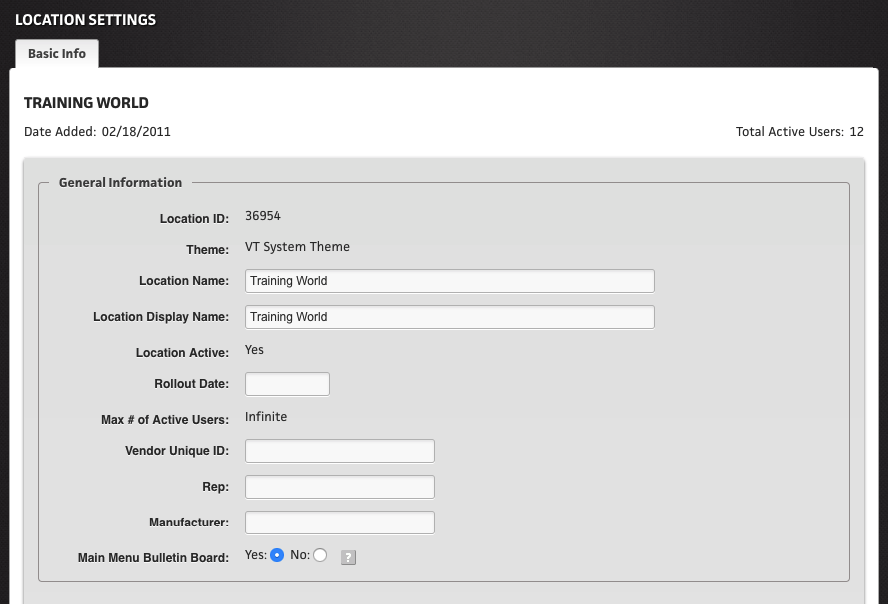 LOCATION SETTINGS
Basic Info
TRAINING WORLD
Date Added: 02/18/2011 Total Active Users: 12
General Information
Location ID: 36954
Theme: VT System Theme
Location Name: Training World
Location Display Name: Training World
Location Active: Yes
Rollout Date:
Max # of Active Users: Infinite
Vendor Unique ID:
Rep:
Manufacturer:
Main Menu Bulletin Board: Yes: No: ?